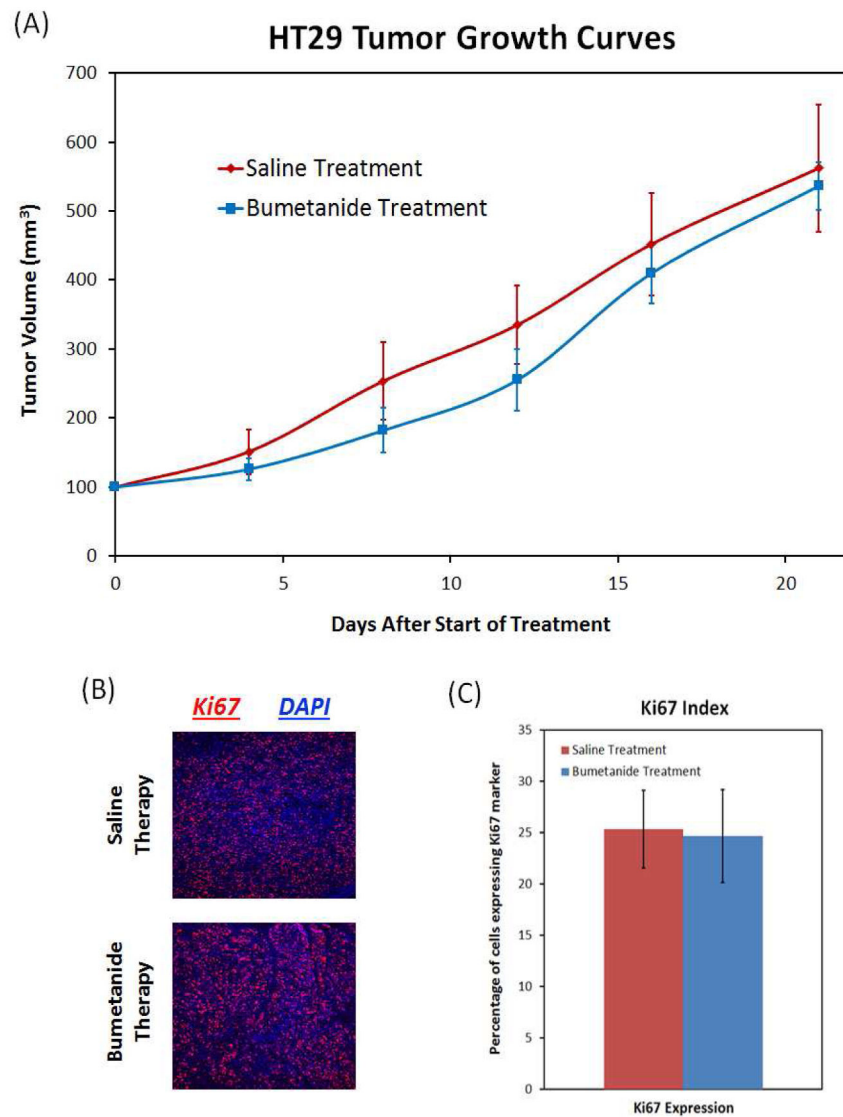 (A)
HT29 Tumor Growth Curves
700
600
500
400
300
200
100
0
Tumor Volume (mm³)
Saline Treatment
Bumetanide Treatment
0 5 10 15 20
Days After Start of Treatment
(B)
Ki67 DAPI
Saline
Therapy
Bumetanide
Therapy
(C)
Ki67 Index
35
30
25
20
15
10
5
0
Percentage of cells expressing Ki67 marker
Saline Treatment
Bumetanide Treatment
Ki67 Expression